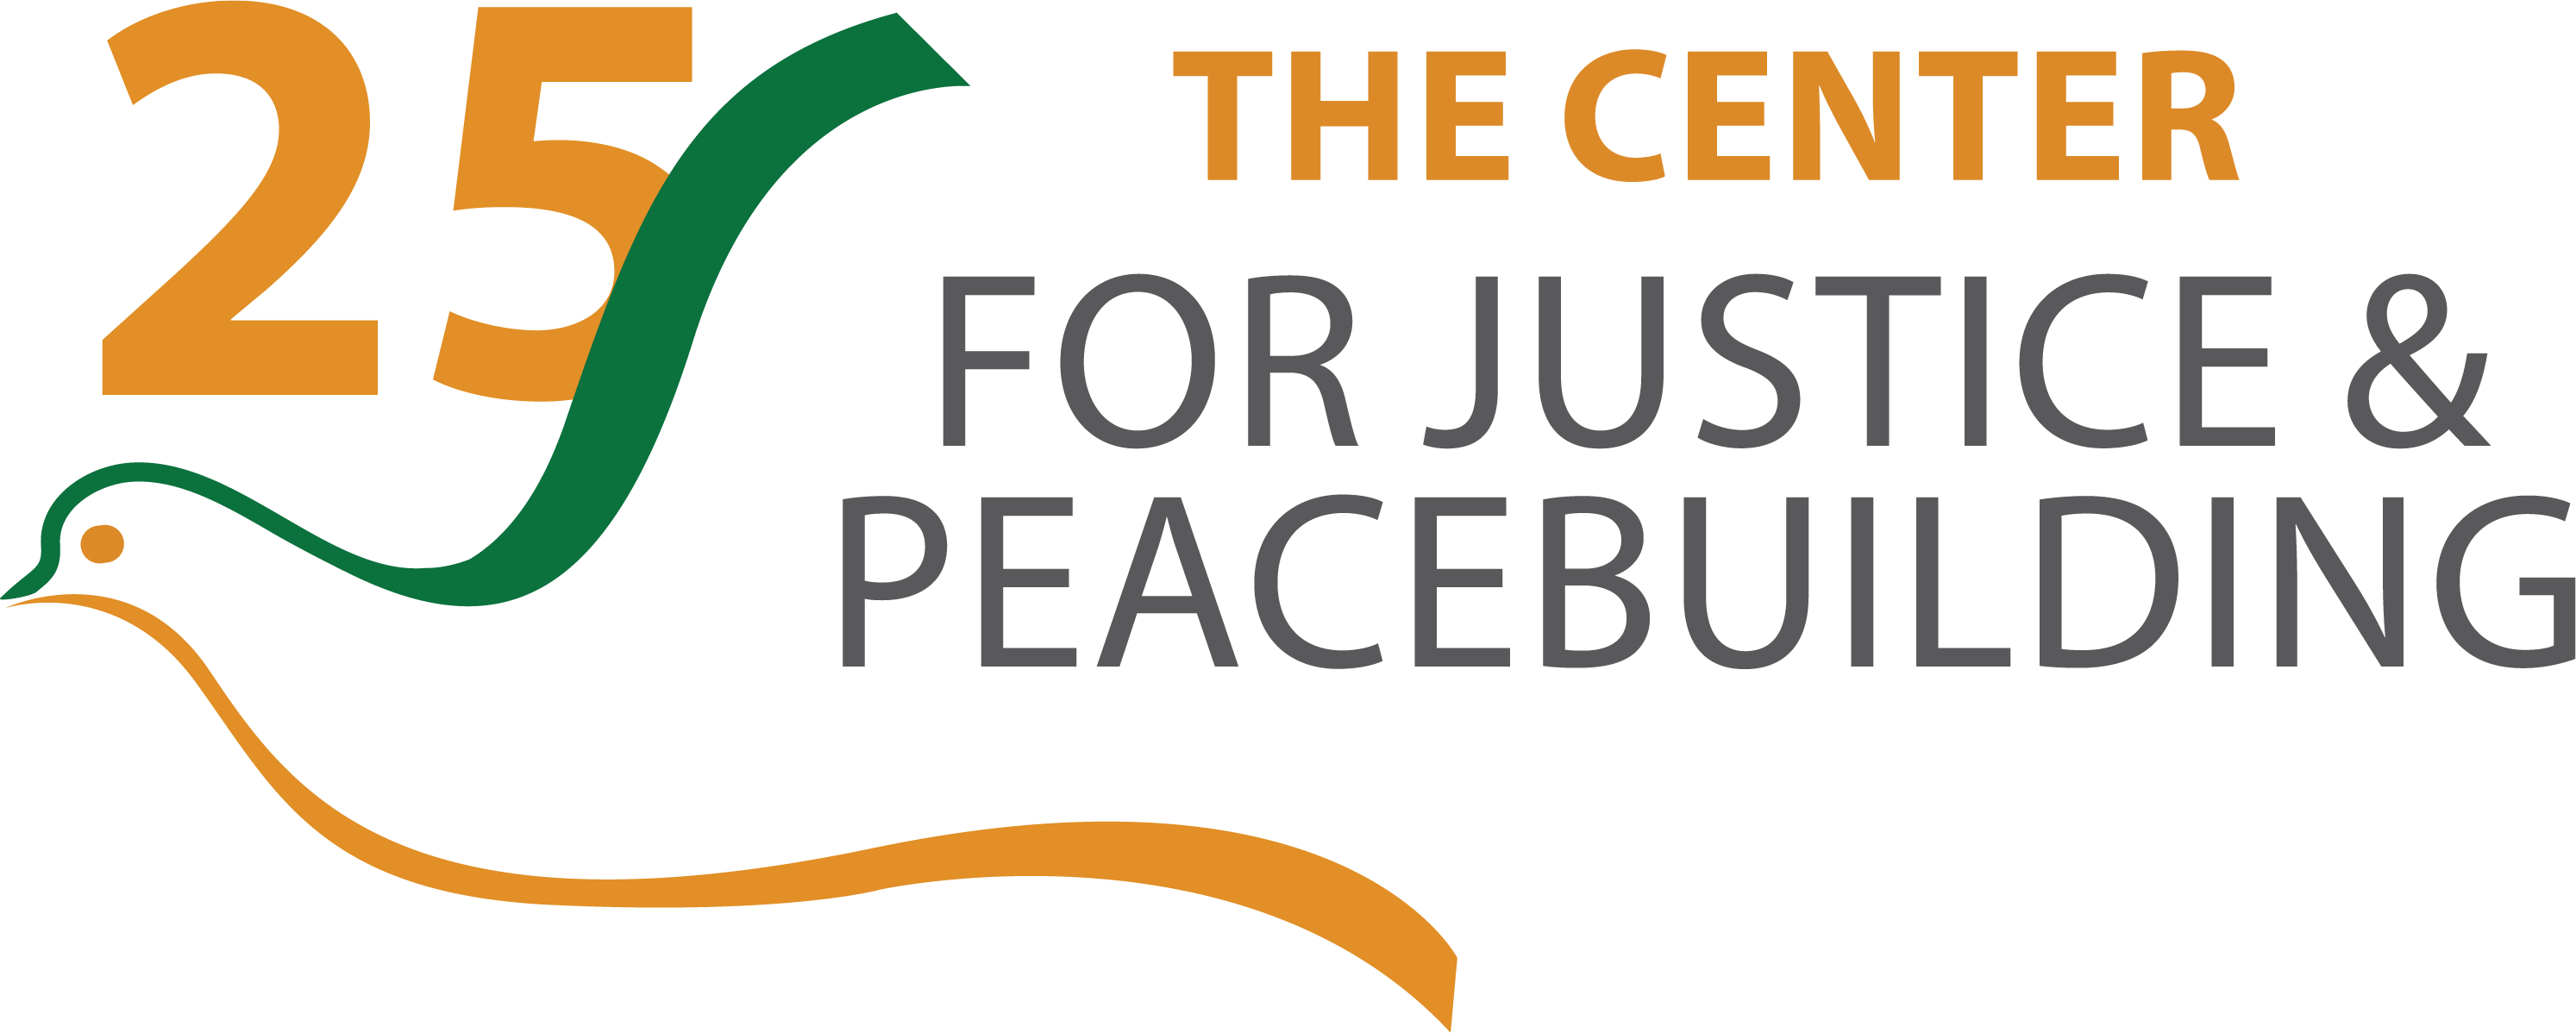 25
THE CENTER
FOR JUSTICE &
PEACEBUILDING